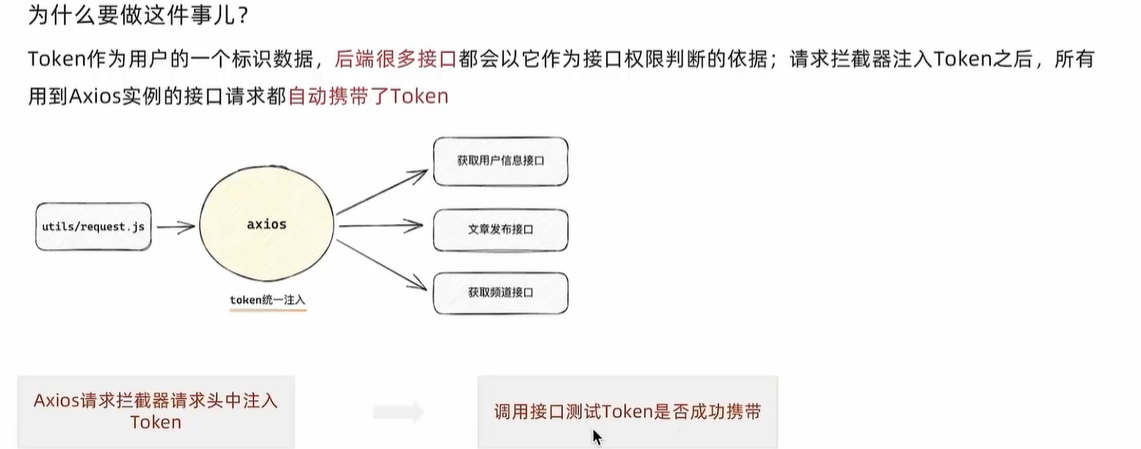 为什么要做这件事儿？
Token作为用户的一个标识数据，后端很多接口都会以它作为接口权限判断的依据；请求拦截器注入Token之后，所有
用到Axios实例的接口请求都自动携带了Token
获取用户信息接口
utils/request.js
axios
文章发布接口
获取频道接口
token统一注入
Axios请求拦截器请求头中注入
Token
调用接口测试Token是否成功携带